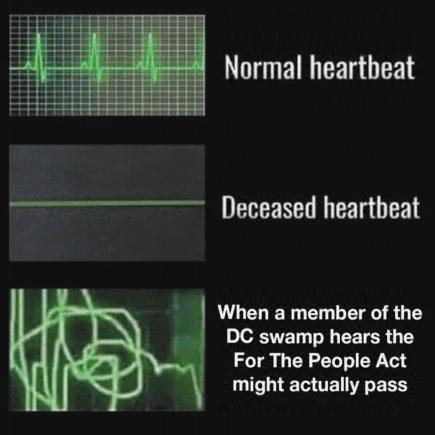 Normal heartbeat
Deceased heartbeat
When a member of the
DC swamp hears the
For The People Act
might actually pass